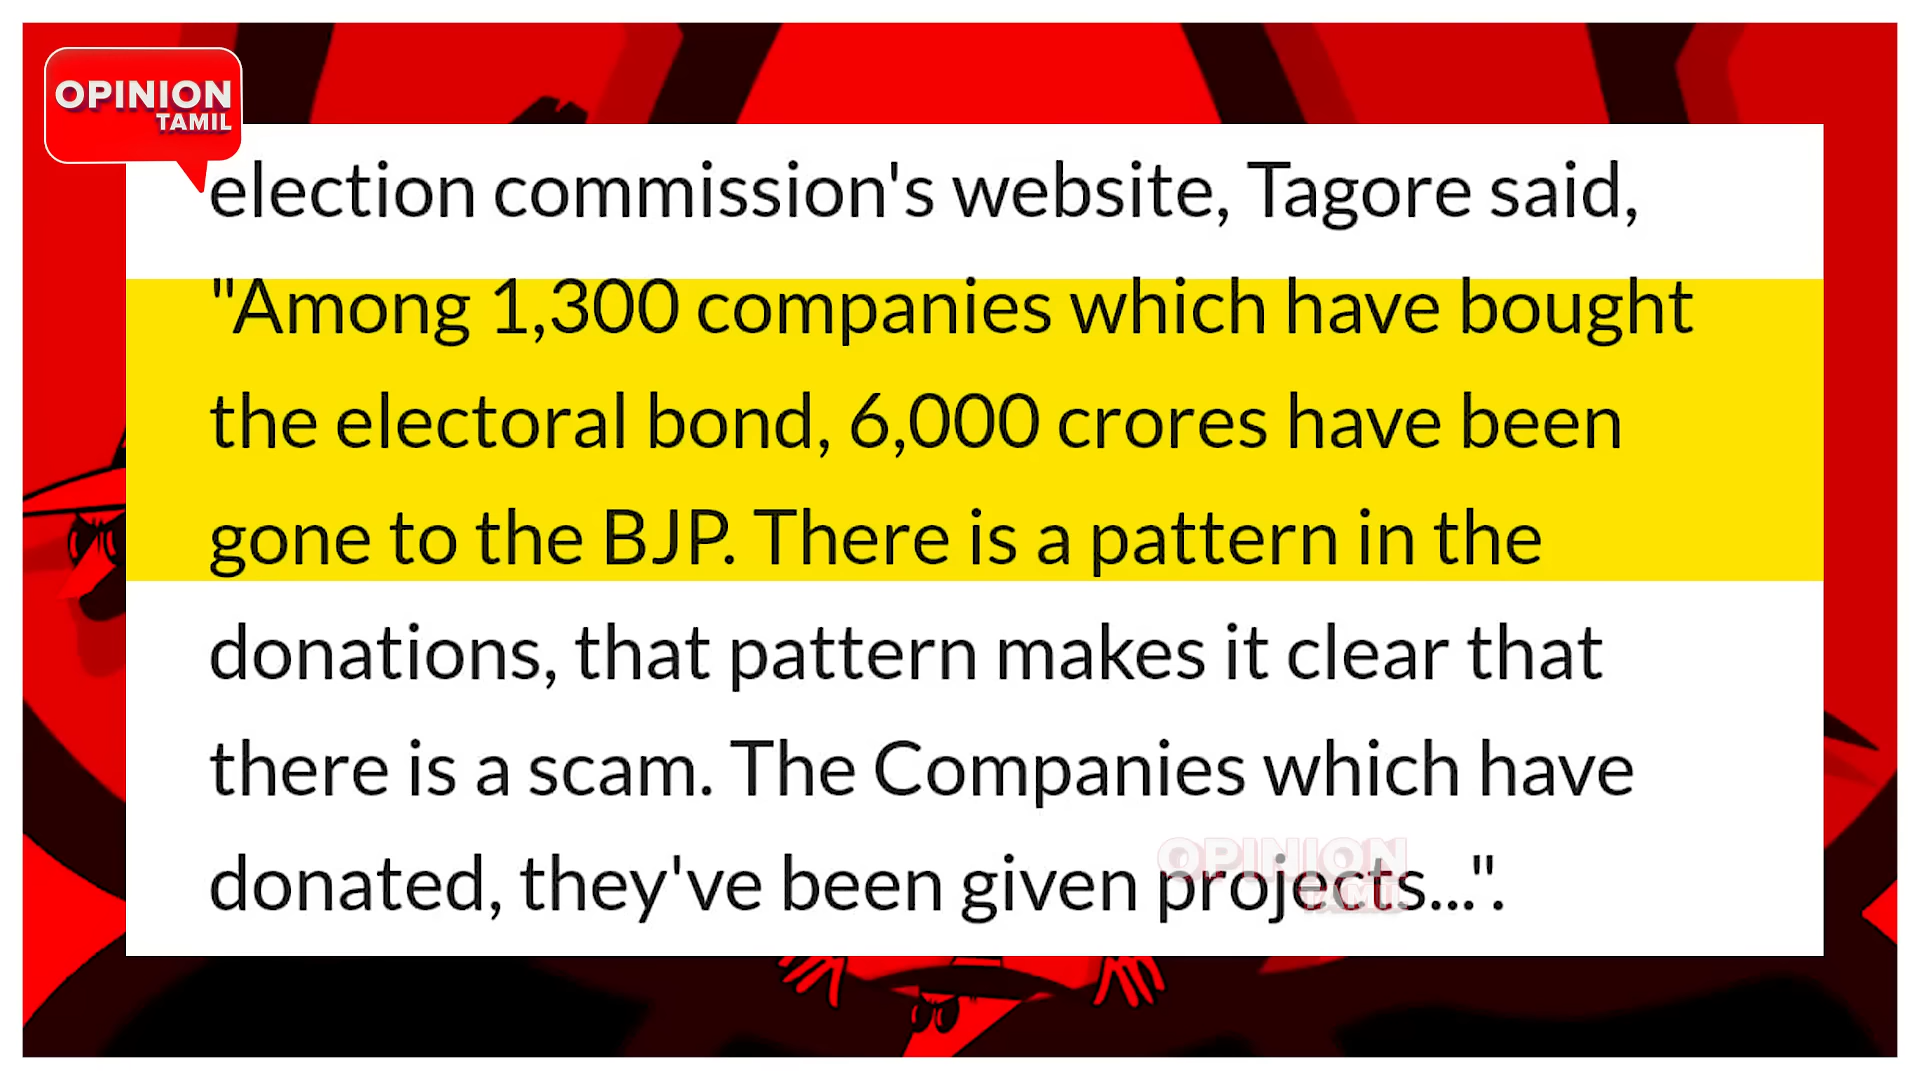 OPINION
TAMIL
election commission's website, Tagore said,
"Among 1,300 companies which have bought
the electoral bond, 6,000 crores have been
gone to the BJP. There is a pattern in the
donations, that pattern makes it clear that
there is a scam. The Companies which have
donated, they've been given projects...".
OPINION
TAMIL